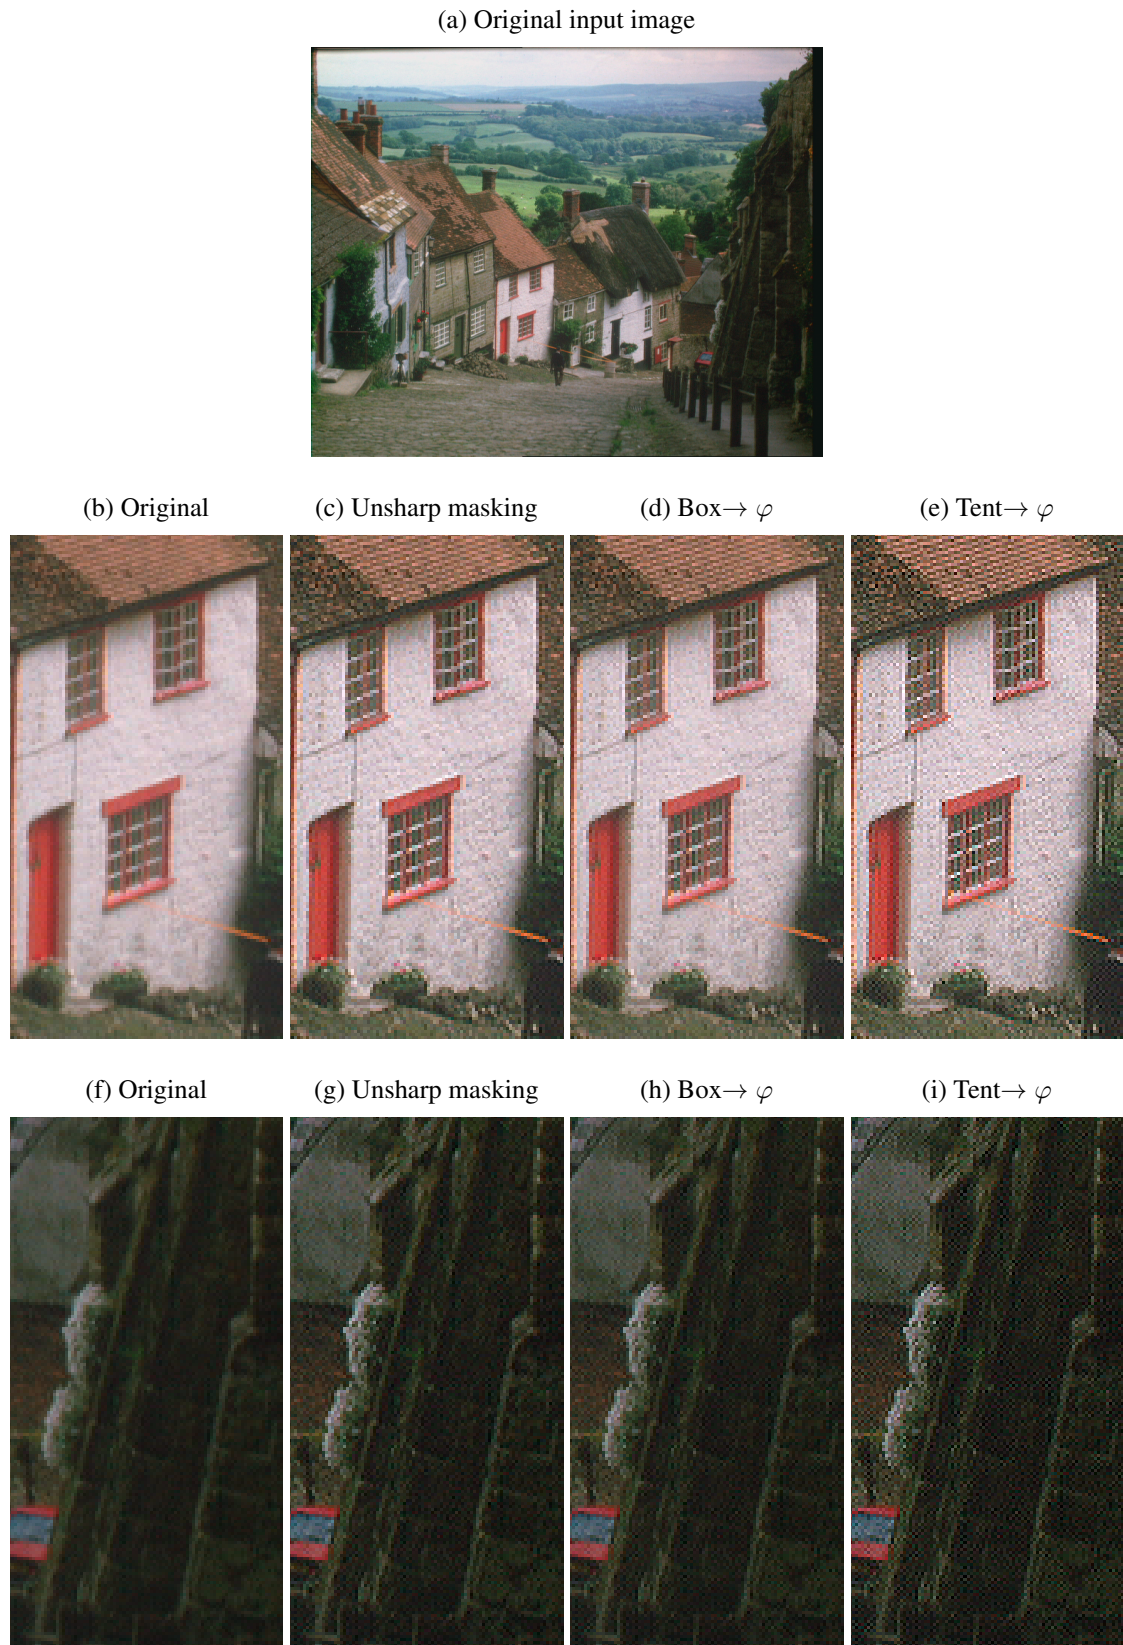 (a) Original input image
(b) Original (c) Unsharp masking (d) Box→ φ (e) Tent→ φ
(f) Original (g) Unsharp masking (h) Box→ φ (i) Tent→ φ